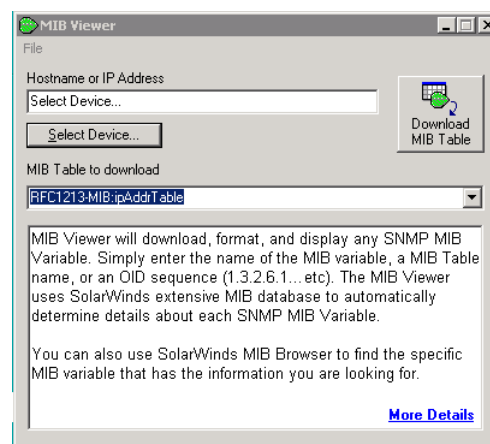 MIB Viewer
File
Hostname or IP Address
Select Device...
Select Device...
Download
MIB Table
MIB Table to download
RFC1213-MIB:ipAddrTable
MIB Viewer will download, format, and display any SNMP MIB
Variable. Simply enter the name of the MIB variable, a MIB Table
name, or an OID sequence (1.3.2.6.1...etc). The MIB Viewer
uses SolarWinds extensive MIB database to automatically
determine details about each SNMP MIB Variable.
You can also use SolarWinds MIB Browser to find the specific
MIB variable that has the information you are looking for.
More Details